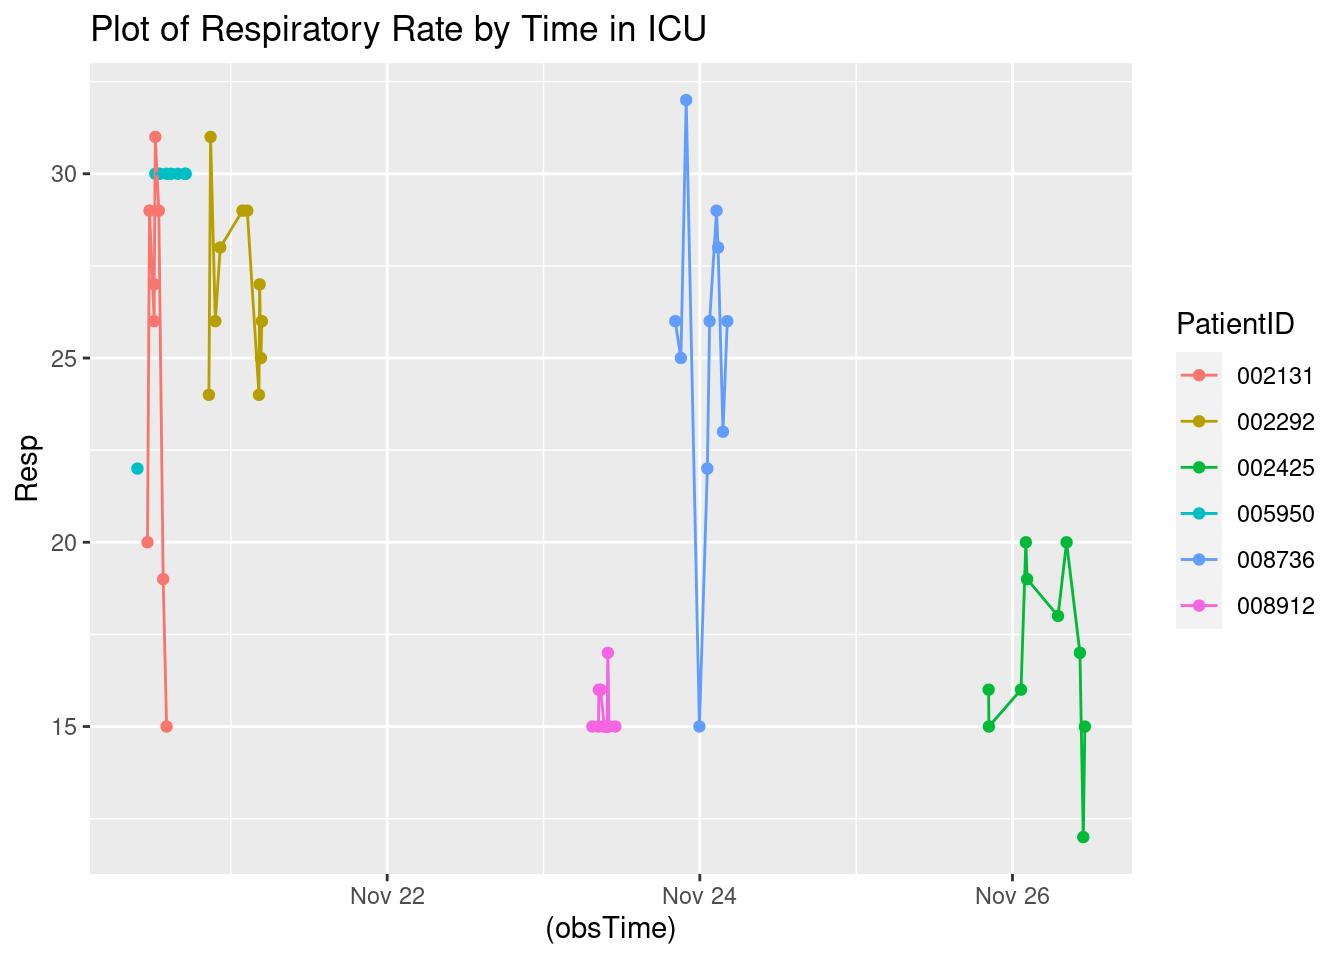 Plot of Respiratory Rate by Time in ICU
Resp
30
25
20
15
Nov 22
Nov 24
Nov 26
(obsTime)
PatientID
002131
002292
002425
005950
008736
008912